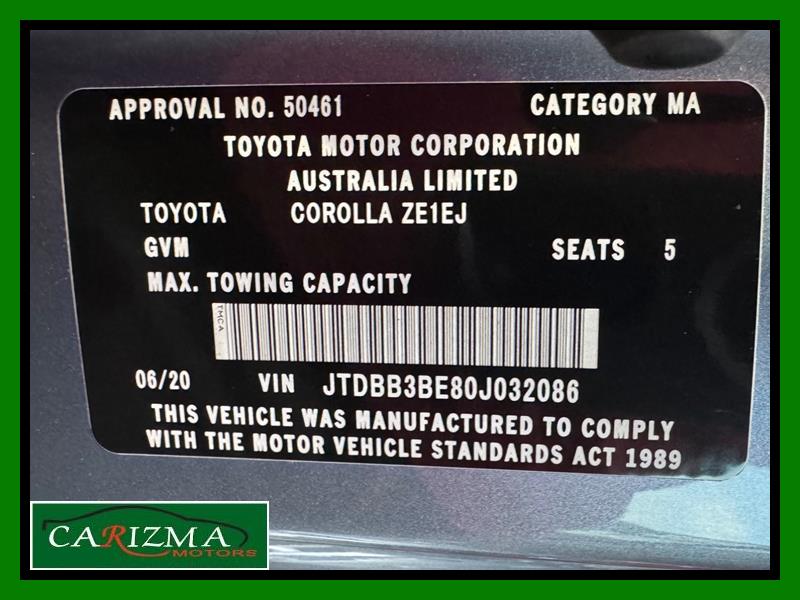 APPROVAL NO. 50461 CATEGORY MA
TOYOTA MOTOR CORPORATION
AUSTRALIA LIMITED
TOYOTA COROLLA ZE1EJ
GVM SEATS 5
MAX. TOWING CAPACITY
TMCA
06/20 VIN JTDBB3BE80J032086
THIS VEHICLE WAS MANUFACTURED TO COMPLY
WITH THE MOTOR VEHICLE STANDARDS ACT 1989
CARIZMA
MOTORS